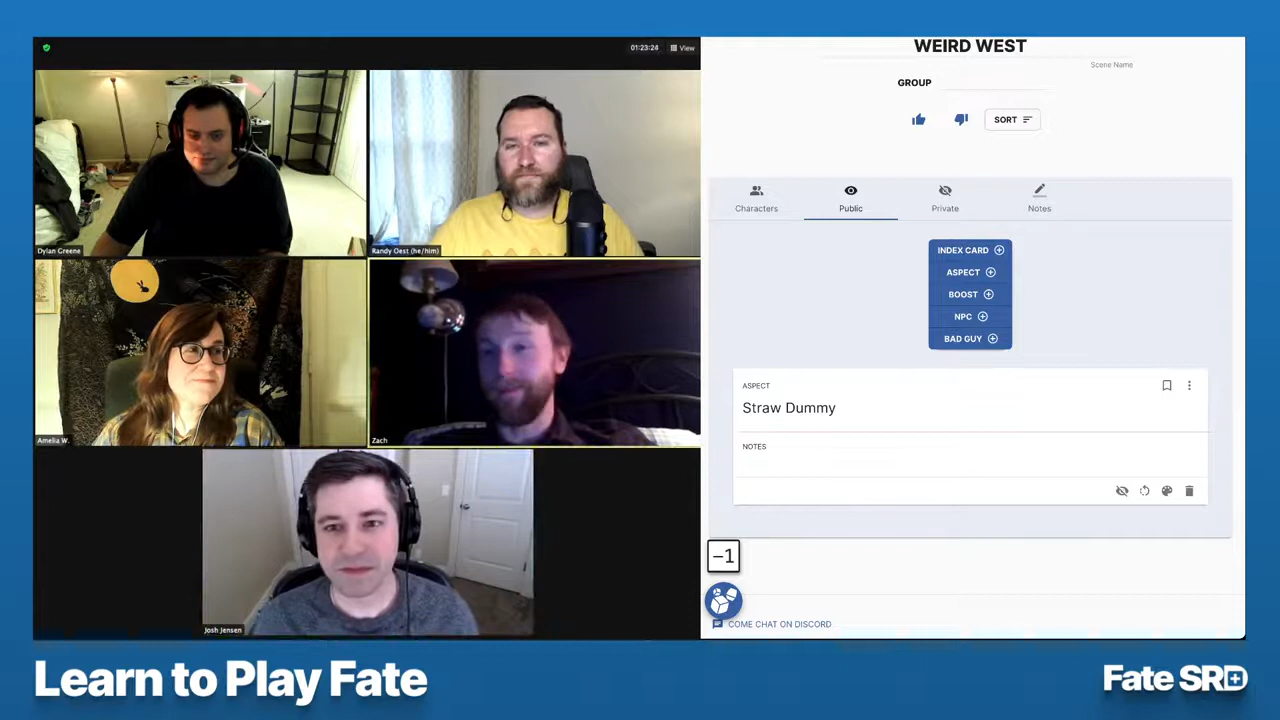 01:23:24
View
Dylan Greene
Randy Oest (he/him)
Amelia W.
Zach
Josh Jensen
WEIRD WEST
Scene Name
GROUP
SORT
Characters
Public
Private
Notes
INDEX CARD
ASPECT
BOOST
NPC
BAD GUY
ASPECT
Straw Dummy
NOTES
−1
COME CHAT ON DISCORD
Learn to Play Fate
Fate SRD